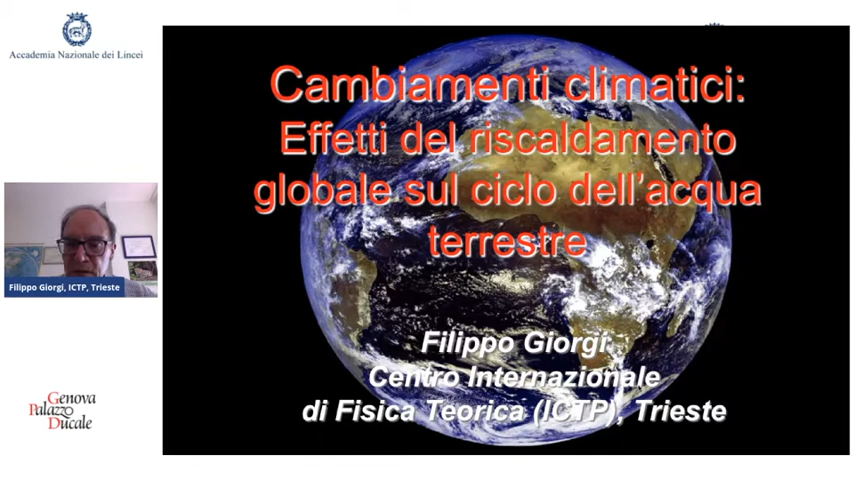 Accademia Nazionale dei Lincei
Cambiamenti climatici:
Effetti del riscaldamento
globale sul ciclo dell’acqua
terrestre
Filippo Giorgi, ICTP, Trieste
Filippo Giorgi
Centro Internazionale
di Fisica Teorica (ICTP), Trieste
Genova
Palazzo
Ducale